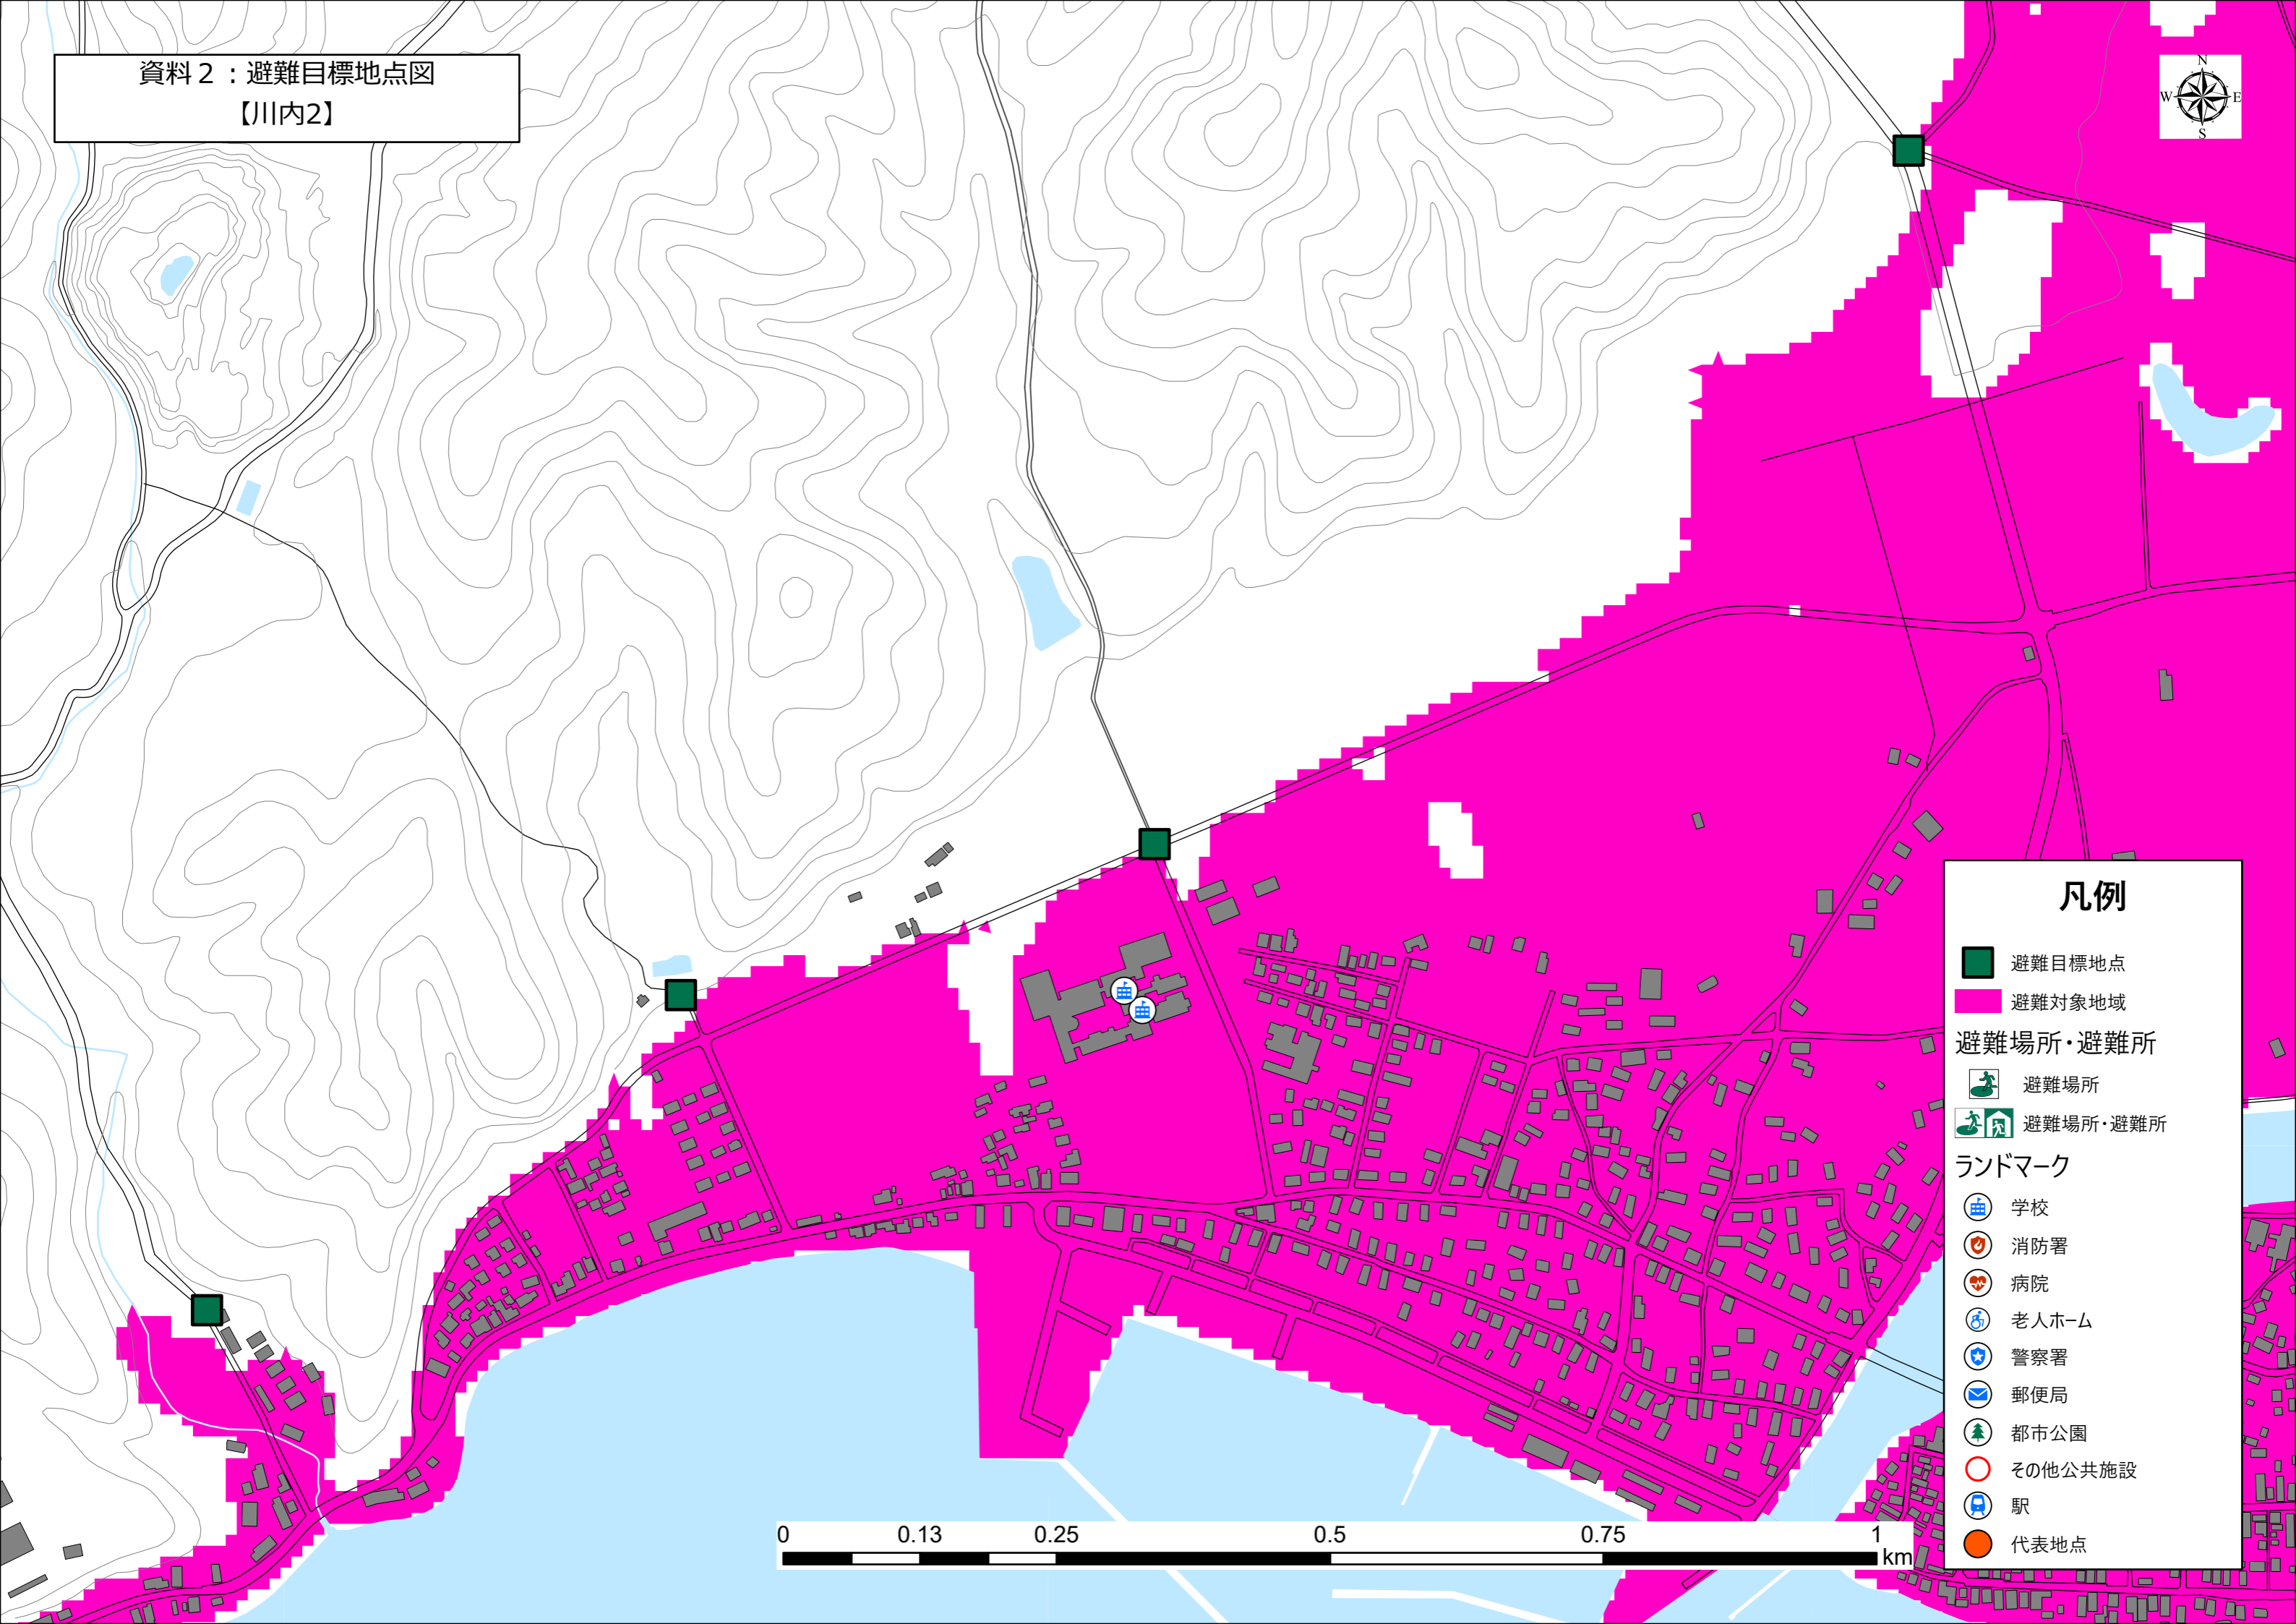 資料２：避難目標地点図
【川内2】
N
W E
S
凡例
避難目標地点
避難対象地域
避難場所・避難所
避難場所
避難場所・避難所
ランドマーク
学校
消防署
病院
老人ホーム
警察署
郵便局
都市公園
その他公共施設
駅
代表地点
0 0.13 0.25 0.5 0.75 1
km